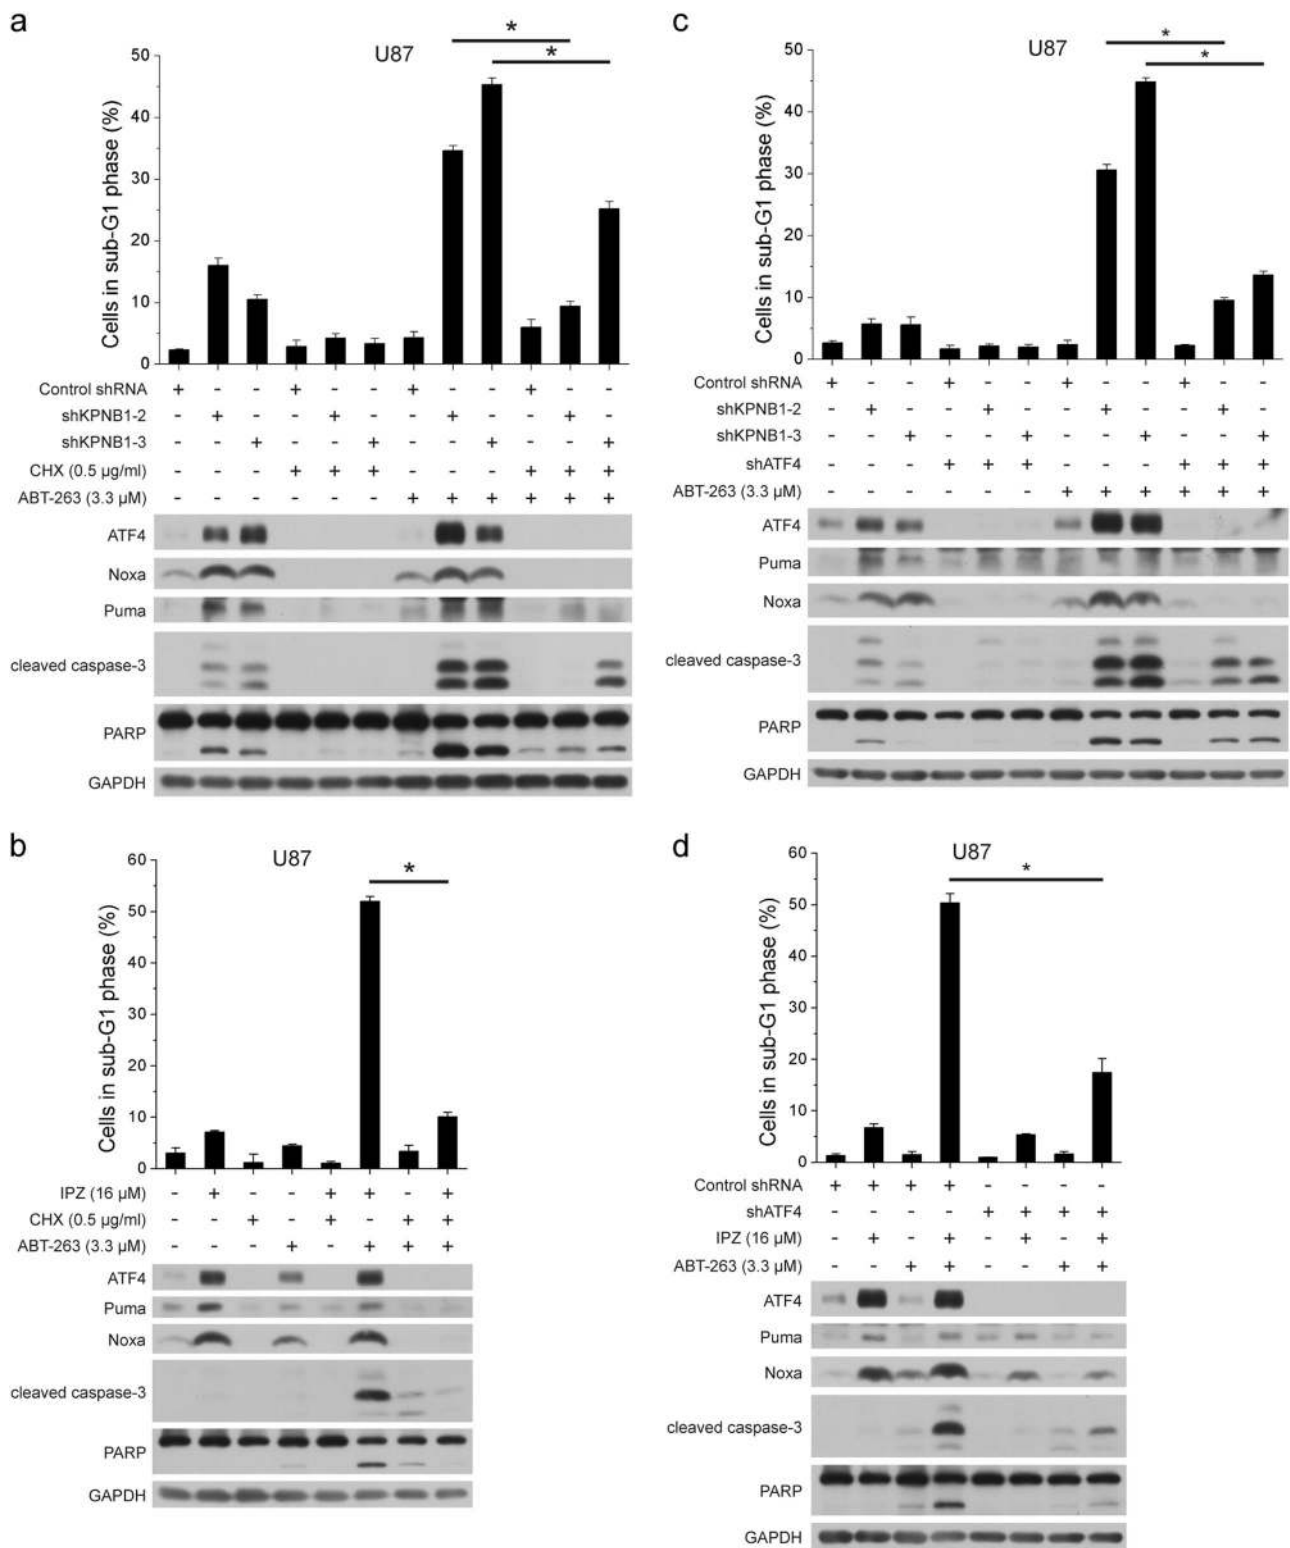 a
U87
*
*
Cells in sub-G1 phase (%)
50
40
30
20
10
0
Control shRNA + - - + - - + - - + - -
shKPNB1-2 - + - - + - - + - - + -
shKPNB1-3 - - + - - + - - + - - +
CHX (0.5 µg/ml) - - - + + + - - - + + +
ABT-263 (3.3 µM) - - - - - - + + + + + +
ATF4
Noxa
Puma
cleaved caspase-3
PARP
GAPDH
b
U87
*
Cells in sub-G1 phase (%)
60
50
40
30
20
10
0
IPZ (16 µM) - + - - + + - +
CHX (0.5 µg/ml) - - + - + - + +
ABT-263 (3.3 µM) - - - + - + + +
ATF4
Puma
Noxa
cleaved caspase-3
PARP
GAPDH
c
U87
*
*
Cells in sub-G1 phase (%)
50
40
30
20
10
0
Control shRNA + - - + - - + - - + - -
shKPNB1-2 - + - - + - - + - - + -
shKPNB1-3 - - + - - + - - + - - +
shATF4 - - - + + + - - - + + +
ABT-263 (3.3 µM) - - - - - - + + + + + +
ATF4
Puma
Noxa
cleaved caspase-3
PARP
GAPDH
d
U87
*
Cells in sub-G1 phase (%)
60
50
40
30
20
10
0
Control shRNA + + + + - - - -
shATF4 - - - - + + + +
IPZ (16 µM) - + - + - + - +
ABT-263 (3.3 µM) - - + + - - + +
ATF4
Puma
Noxa
cleaved caspase-3
PARP
GAPDH